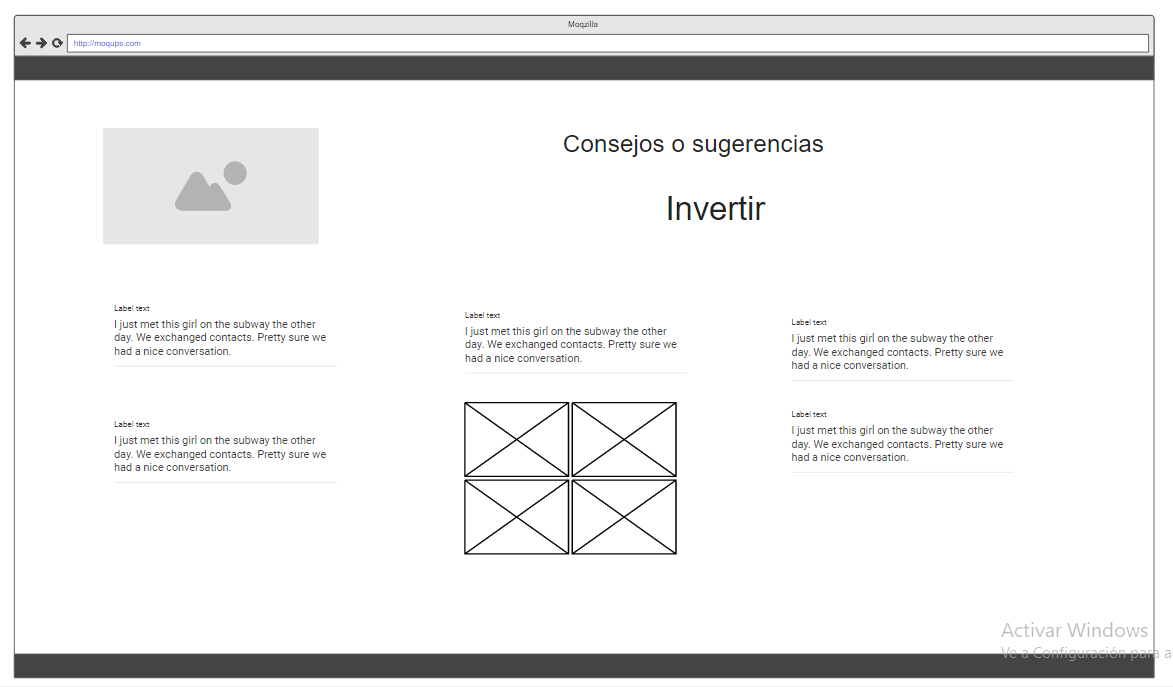 Moqzilla
http://moqups.com
Consejos o sugerencias
Invertir
Label text
I just met this girl on the subway the other
day. We exchanged contacts. Pretty sure we
had a nice conversation.
Label text
I just met this girl on the subway the other
day. We exchanged contacts. Pretty sure we
had a nice conversation.
Label text
I just met this girl on the subway the other
day. We exchanged contacts. Pretty sure we
had a nice conversation.
Label text
I just met this girl on the subway the other
day. We exchanged contacts. Pretty sure we
had a nice conversation.
Label text
I just met this girl on the subway the other
day. We exchanged contacts. Pretty sure we
had a nice conversation.
Activar Windows
Ve a Configuración para a